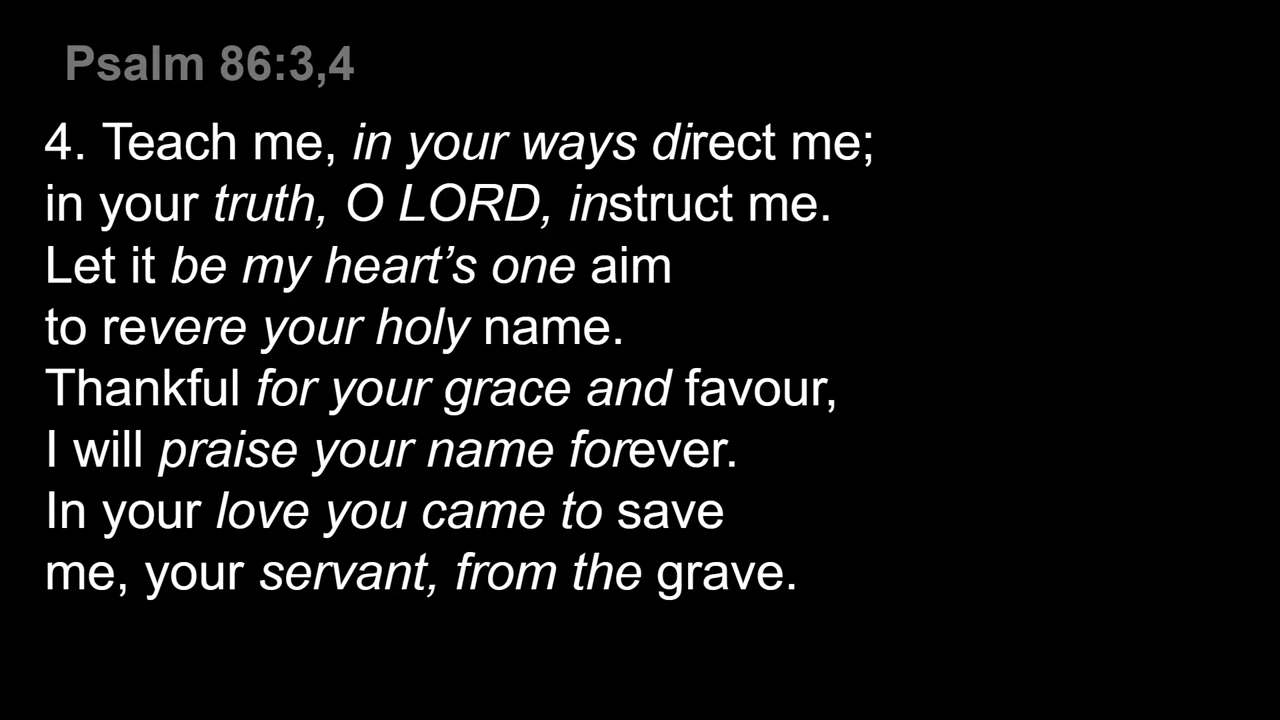 Psalm 86:3,4
4. Teach me, in your ways direct me;
in your truth, O LORD, instruct me.
Let it be my heart’s one aim
to revere your holy name.
Thankful for your grace and favour,
I will praise your name forever.
In your love you came to save
me, your servant, from the grave.